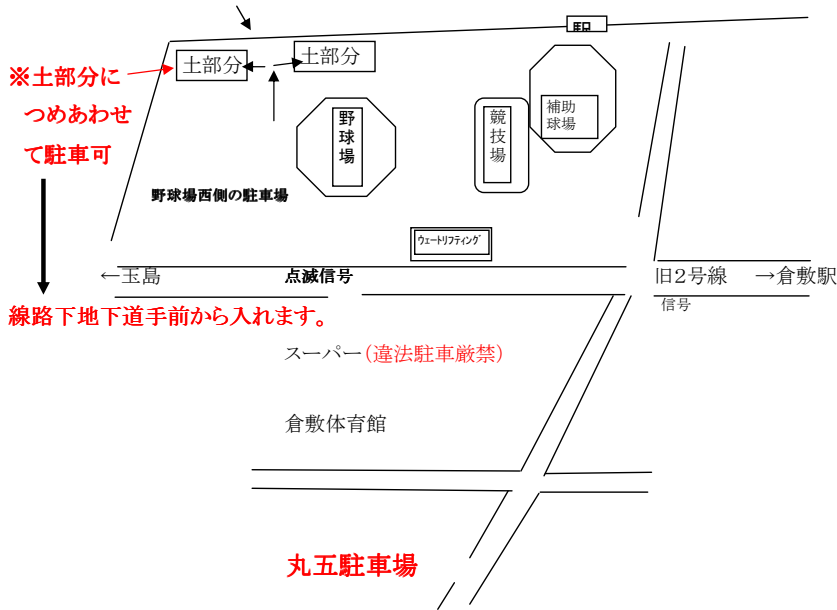 駅
土部分
土部分
※土部分に
つめあわせ
て駐車可
野球場
競技場
補助
球場
野球場西側の駐車場
ウェートリフティング
←玉島
点滅信号
旧2号線
→倉敷駅
信号
線路下地下道手前から入れます。
スーパー(違法駐車厳禁)
倉敷体育館
丸五駐車場